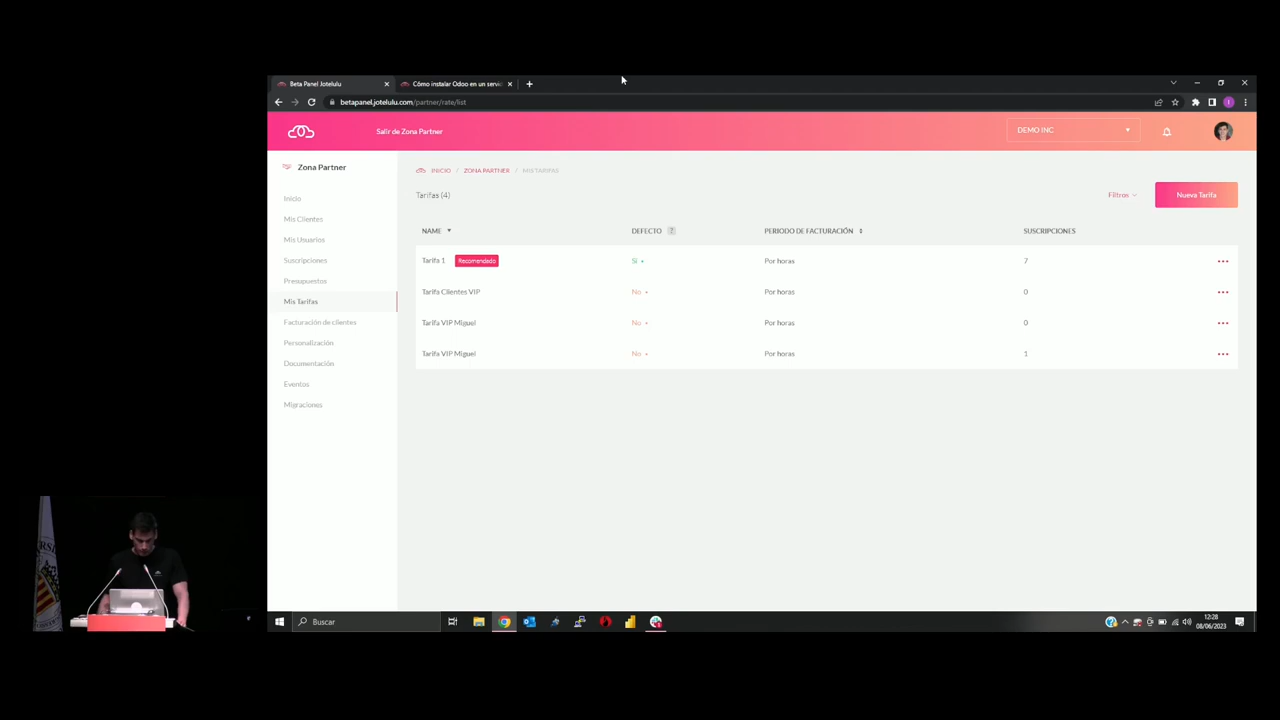 Beta Panel Jotelulu
Cómo instalar Odoo en un servi
betapanel.jotelulu.com/partner/rate/list
Salir de Zona Partner
DEMO INC
Zona Partner
INICIO / ZONA PARTNER / MIS TARIFAS
Inicio
Mis Clientes
Mis Usuarios
Suscripciones
Presupuestos
Mis Tarifas
Facturación de clientes
Personalización
Documentación
Eventos
Migraciones
Tarifas (4)
Filtros
Nueva Tarifa
NAME DEFECTO ? PERIODO DE FACTURACIÓN SUSCRIPCIONES
Tarifa 1 Recomendado Sí Por horas 7
Tarifa Clientes VIP No Por horas 0
Tarifa VIP Miguel No Por horas 0
Tarifa VIP Miguel No Por horas 1
Buscar
12:28
08/06/2023